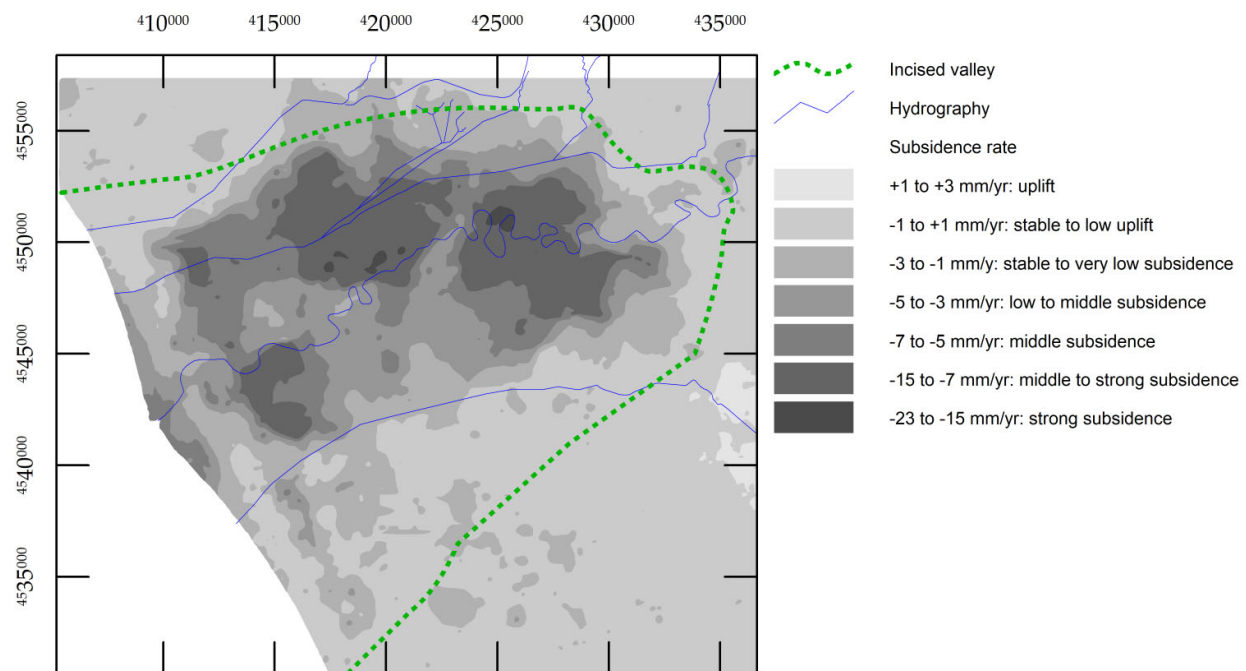 410000 415000 420000 425000 430000 435000
4555000
4550000
4545000
4540000
4535000
Incised valley
Hydrography
Subsidence rate
+1 to +3 mm/yr: uplift
-1 to +1 mm/yr: stable to low uplift
-3 to -1 mm/y: stable to very low subsidence
-5 to -3 mm/yr: low to middle subsidence
-7 to -5 mm/yr: middle subsidence
-15 to -7 mm/yr: middle to strong subsidence
-23 to -15 mm/yr: strong subsidence